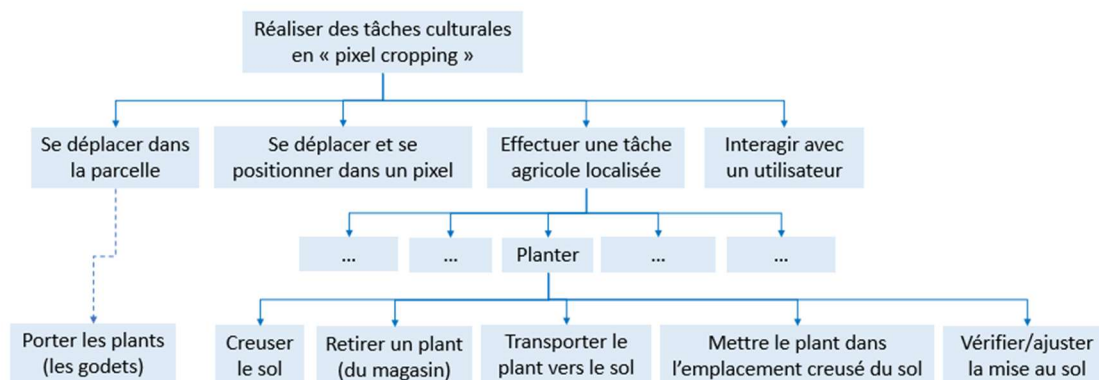 Réaliser des tâches culturales
en « pixel cropping »
Se déplacer dans
la parcelle
Se déplacer et se
positionner dans un pixel
Effectuer une tâche
agricole localisée
Interagir avec
un utilisateur
...
...
Planter
...
...
Porter les plants
(les godets)
Creuser
le sol
Retirer un plant
(du magasin)
Transporter le
plant vers le sol
Mettre le plant dans
l’emplacement creusé du sol
Vérifier/ajuster
la mise au sol